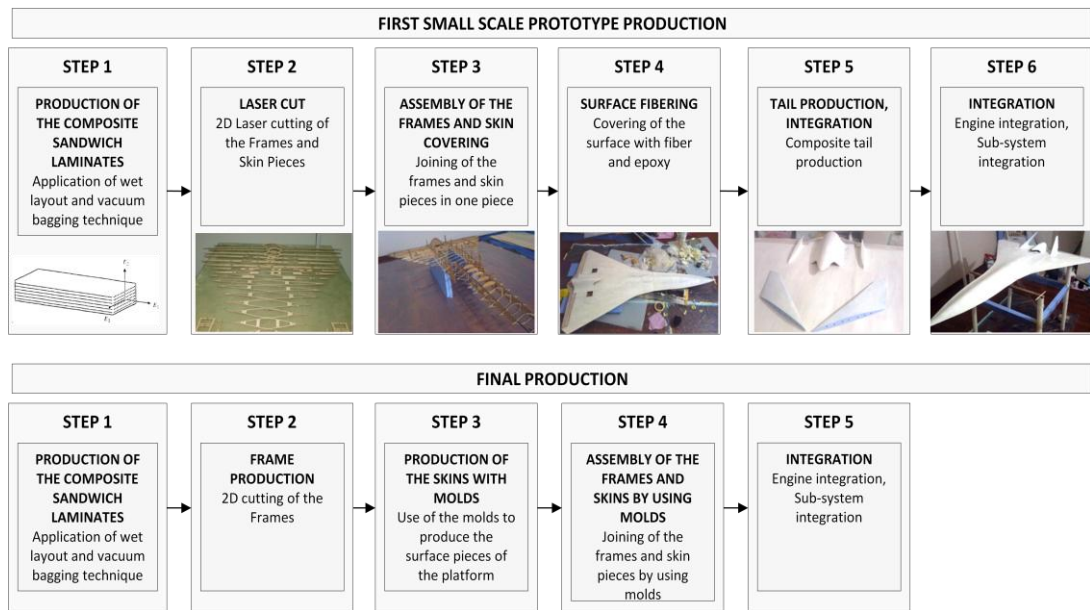 FIRST SMALL SCALE PROTOTYPE PRODUCTION
STEP 1
PRODUCTION OF
THE COMPOSITE
SANDWICH
LAMINATES
Application of wet
layout and vacuum
bagging technique
STEP 2
LASER CUT
2D Laser cutting of
the Frames and
Skin Pieces
STEP 3
ASSEMBLY OF THE
FRAMES AND SKIN
COVERING
Joining of the
frames and skin
pieces in one piece
STEP 4
SURFACE FIBERING
Covering of the
surface with fiber
and epoxy
STEP 5
TAIL PRODUCTION,
INTEGRATION
Composite tail
production
STEP 6
INTEGRATION
Engine integration,
Sub-system
integration
FINAL PRODUCTION
STEP 1
PRODUCTION OF
THE COMPOSITE
SANDWICH
LAMINATES
Application of wet
layout and vacuum
bagging technique
STEP 2
FRAME
PRODUCTION
2D cutting of the
Frames
STEP 3
PRODUCTION OF
THE SKINS WITH
MOLDS
Use of the molds to
produce the
surface pieces of
the platform
STEP 4
ASSEMBLY OF THE
FRAMES AND
SKINS BY USING
MOLDS
Joining of the
frames and skin
pieces by using
molds
STEP 5
INTEGRATION
Engine integration,
Sub-system
integration